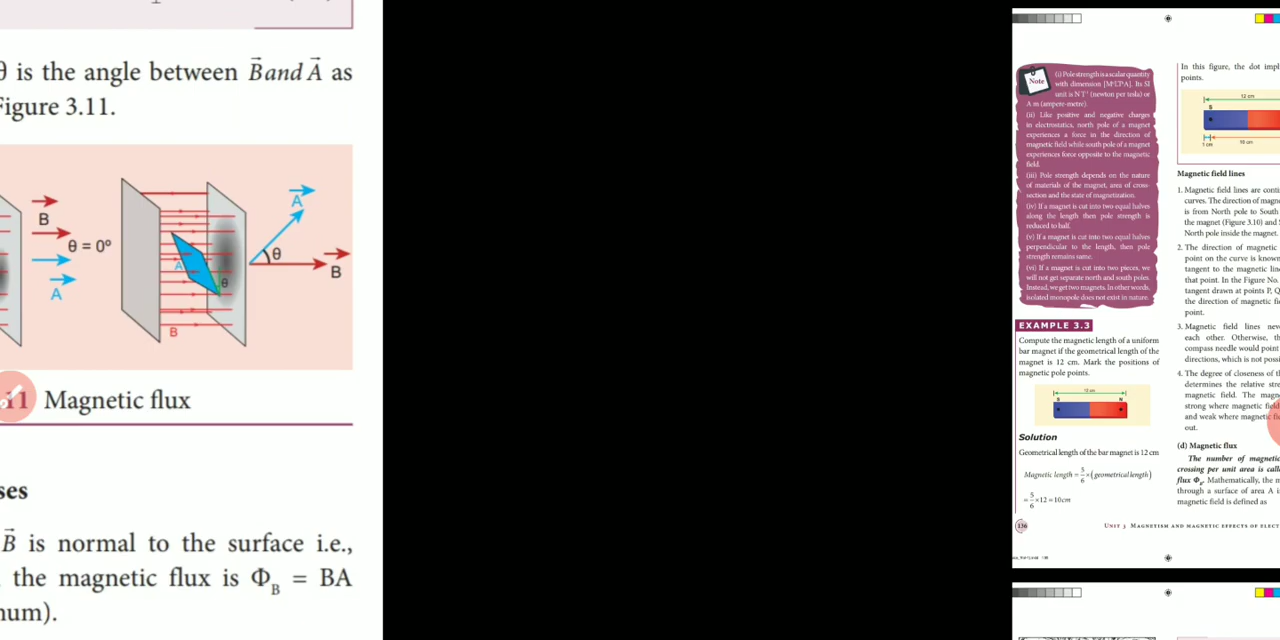 θ is the angle between B⃗ and A⃗ as
Figure 3.11.
B
θ = 0º
A
A
θ
B
A
θ
B
Magnetic flux
B⃗ is normal to the surface i.e.,
the magnetic flux is Φ_B = BA
Note
(i) Pole strength is a scalar quantity
with dimension [M⁰LT⁰A]. Its SI
unit is N T⁻¹ (newton per tesla) or
A m (ampere-metre).
(ii) Like positive and negative charges
in electrostatics, north pole of a magnet
experiences a force in the direction of
magnetic field while south pole of a magnet
experiences force opposite to the magnetic
field.
(iii) Pole strength depends on the nature
of materials of the magnet, area of cross-
section and the state of magnetization.
(iv) If a magnet is cut into two equal halves
along the length then pole strength is
reduced to half.
(v) If a magnet is cut into two equal halves
perpendicular to the length, then pole
strength remains same.
(vi) If a magnet is cut into two pieces, we
will not get separate north and south poles.
Instead, we get two magnets. In other words,
isolated monopole does not exist in nature.
EXAMPLE 3.3
Compute the magnetic length of a uniform
bar magnet if the geometrical length of the
magnet is 12 cm. Mark the positions of
magnetic pole points.
12 cm
S N
Solution
Geometrical length of the bar magnet is 12 cm
Magnetic length = 5/6 × (geometrical length)
= 5/6 × 12 = 10 cm
136
UNIT 3 MAGNETISM AND MAGNETIC EFFECTS OF
In this figure, the dot
points.
12 cm
S
1 cm 10 cm
Magnetic field lines
1. Magnetic field lines are
curves. The direction of
is from North pole to South
the magnet (Figure 3.10) and
North pole inside the magnet.
2. The direction of magnetic
point on the curve is known
tangent to the magnetic
that point. In the Figure No.
tangent drawn at points P, Q
the direction of magnetic
point.
3. Magnetic field lines
each other. Otherwise,
compass needle would point
directions, which is not
4. The degree of closeness of
determines the relative
magnetic field. The
strong where magnetic
and weak where magnetic
out.
(d) Magnetic flux
The number of magnetic
crossing per unit area is
flux Φ_B. Mathematically, the
through a surface of area A
magnetic field is defined as